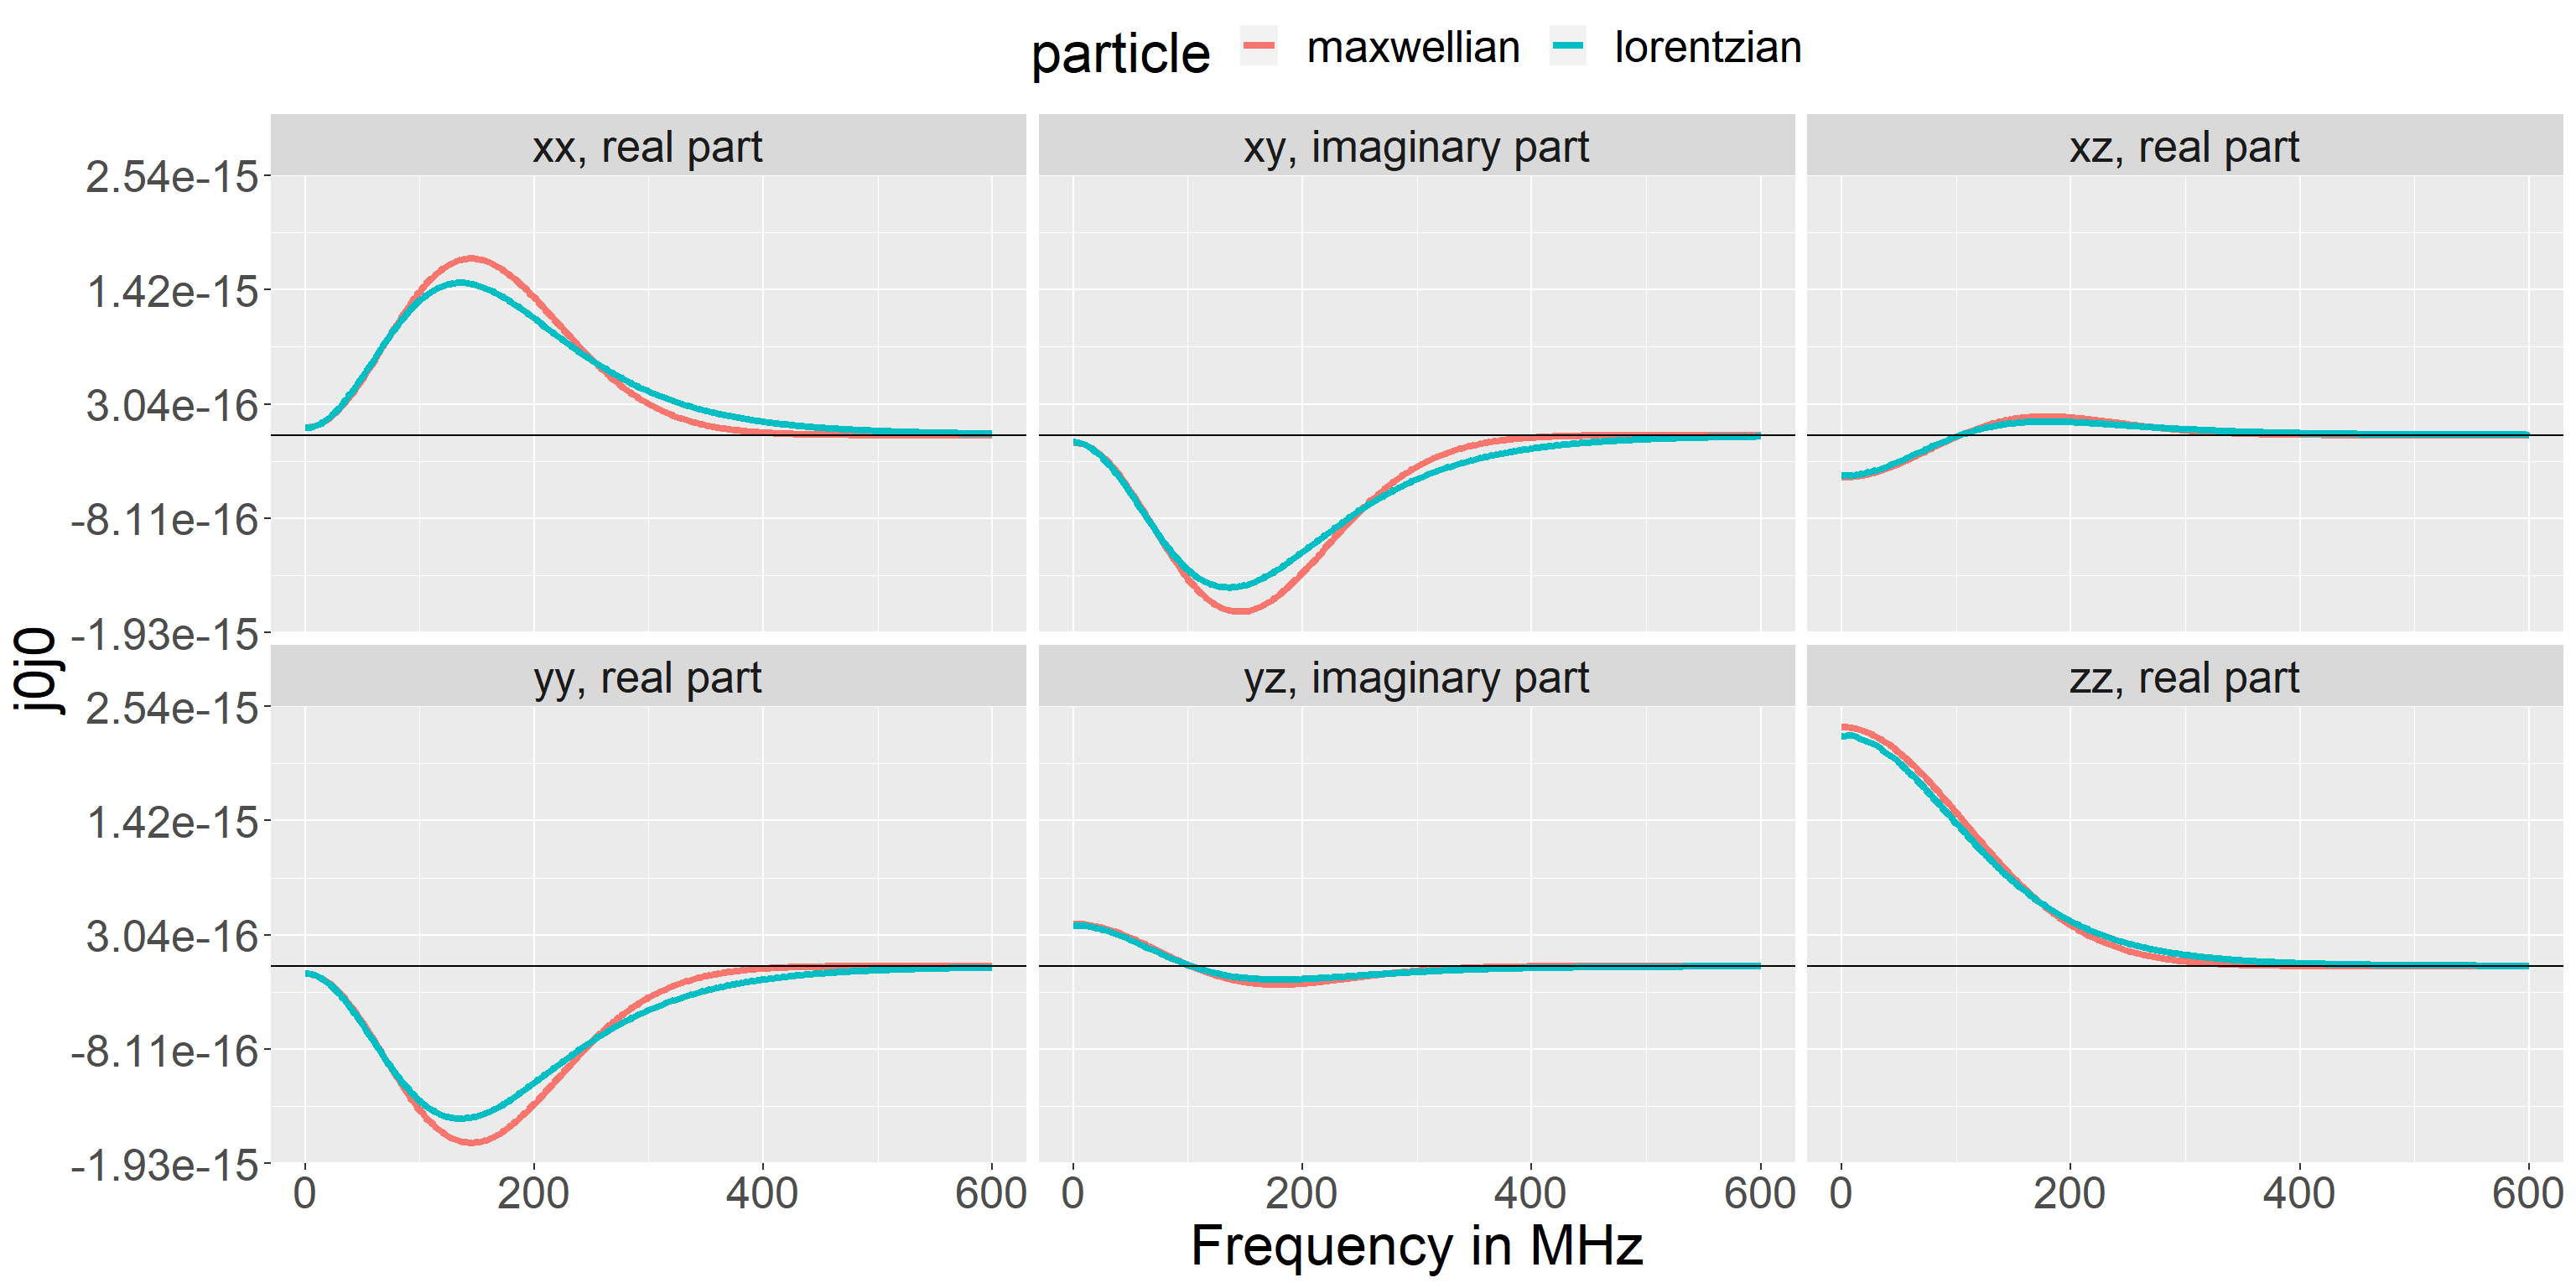 particle maxwellian lorentzian
xx, real part
xy, imaginary part
xz, real part
2.54e-15
1.42e-15
3.04e-16
-8.11e-16
-1.93e-15
j0j0
yy, real part
yz, imaginary part
zz, real part
2.54e-15
1.42e-15
3.04e-16
-8.11e-16
-1.93e-15
0 200 400 600
0 200 400 600
0 200 400 600
Frequency in MHz